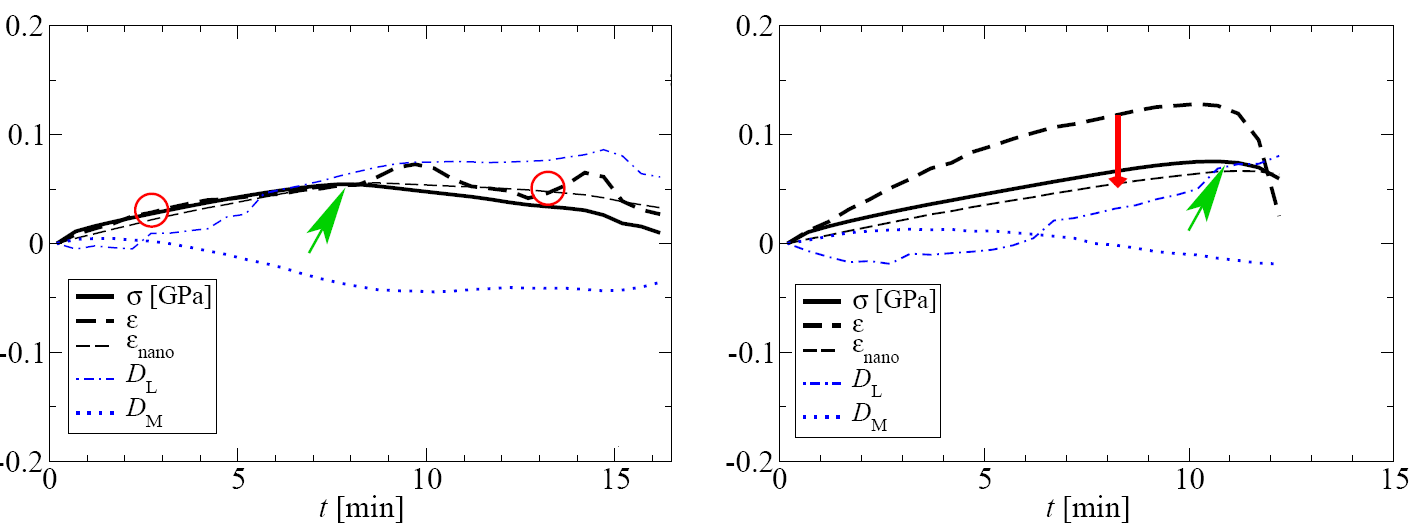 0.2
0.1
0
-0.1
-0.2
0 5 10 15
t [min]
σ [GPa]
ε
ε_nano
D_L
D_M
0.2
0.1
0
-0.1
-0.2
0 5 10 15
t [min]
σ [GPa]
ε
ε_nano
D_L
D_M